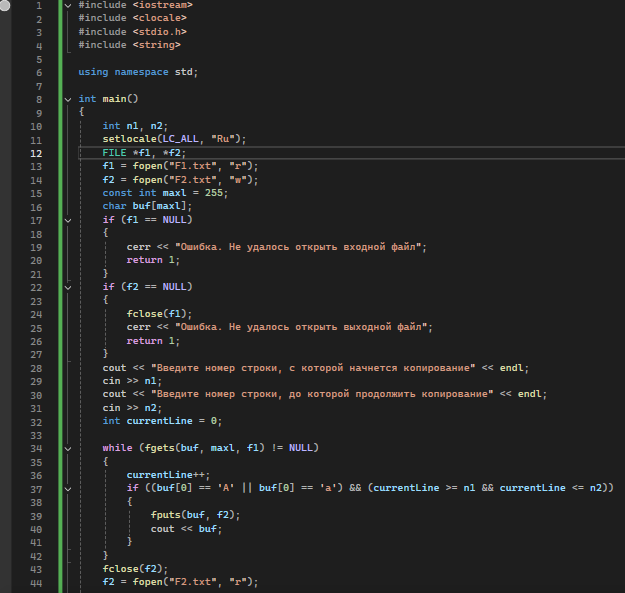 1 #include <iostream>
2 #include <clocale>
3 #include <stdio.h>
4 #include <string>
5
6 using namespace std;
7
8 int main()
9 {
10 int n1, n2;
11 setlocale(LC_ALL, "Ru");
12 FILE *f1, *f2;
13 f1 = fopen("F1.txt", "r");
14 f2 = fopen("F2.txt", "w");
15 const int maxl = 255;
16 char buf[maxl];
17 if (f1 == NULL)
18 {
19 cerr << "Ошибка. Не удалось открыть входной файл";
20 return 1;
21 }
22 if (f2 == NULL)
23 {
24 fclose(f1);
25 cerr << "Ошибка. Не удалось открыть выходной файл";
26 return 1;
27 }
28 cout << "Введите номер строки, с которой начнется копирование" << endl;
29 cin >> n1;
30 cout << "Введите номер строки, до которой продолжить копирование" << endl;
31 cin >> n2;
32 int currentLine = 0;
33
34 while (fgets(buf, maxl, f1) != NULL)
35 {
36 currentLine++;
37 if ((buf[0] == 'A' || buf[0] == 'a') && (currentLine >= n1 && currentLine <= n2))
38 {
39 fputs(buf, f2);
40 cout << buf;
41 }
42 }
43 fclose(f2);
44 f2 = fopen("F2.txt", "r");